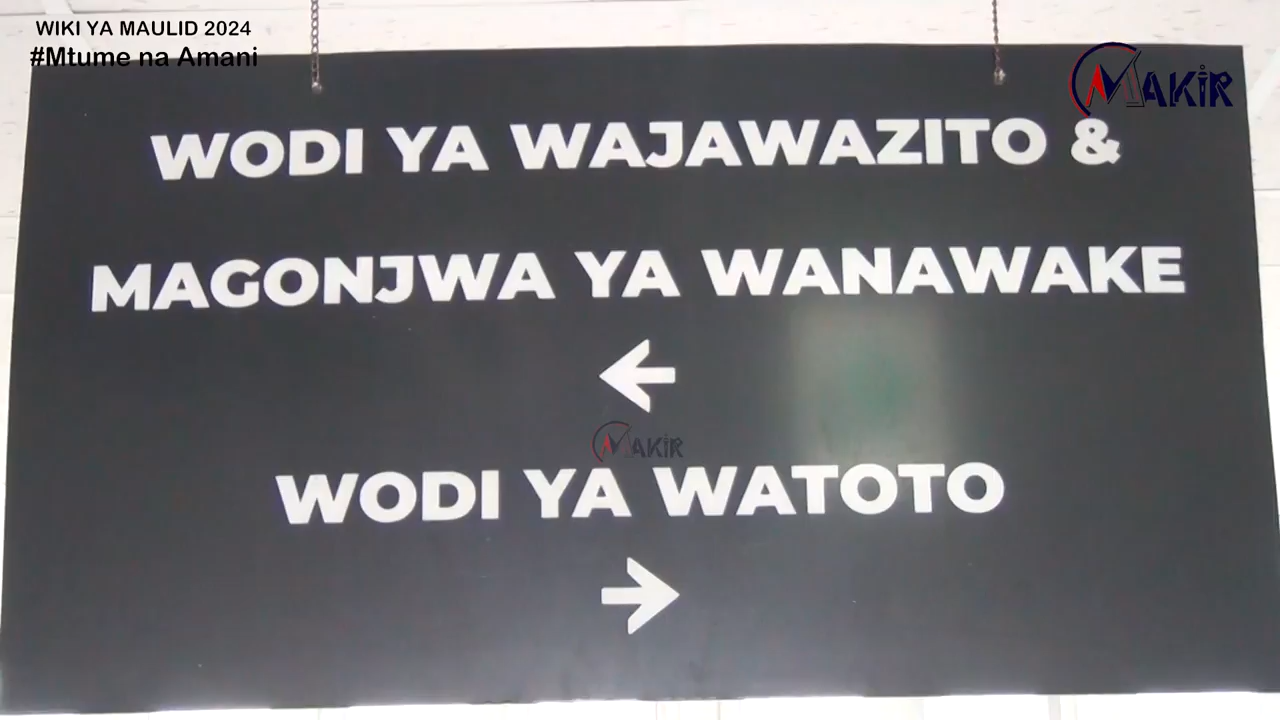 WIKI YA MAULID 2024
#Mtume na Amani
MAKIR
WODI YA WAJAWAZITO &
MAGONJWA YA WANAWAKE
←
MAKIR
WODI YA WATOTO
→